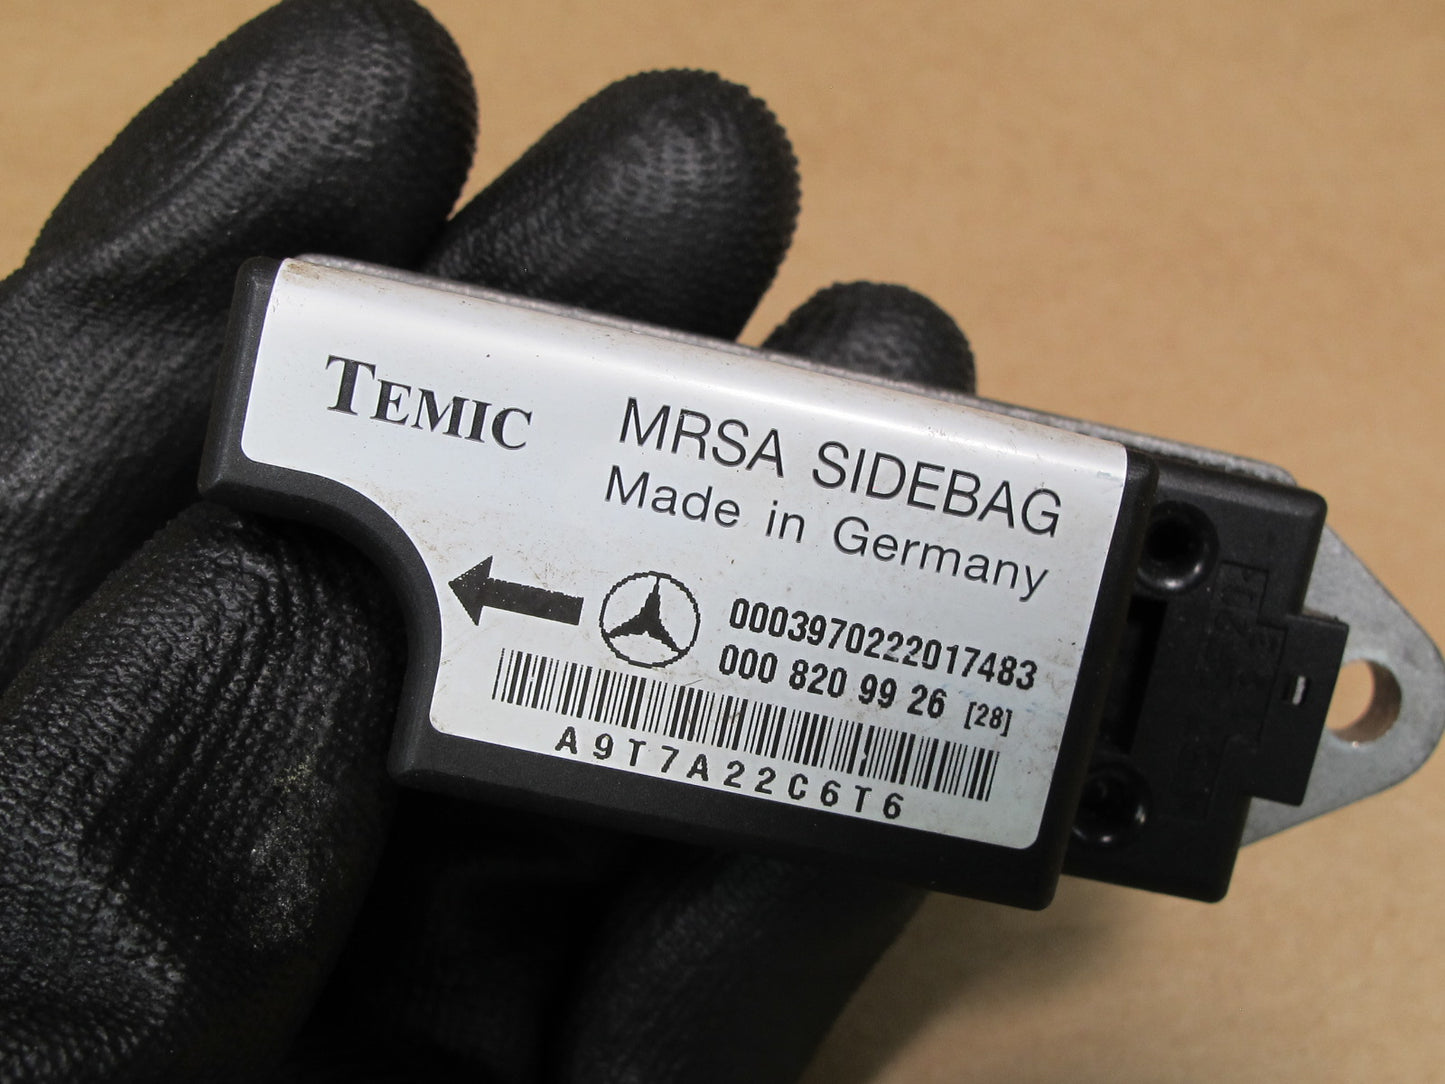 TEMIC
MRSA SIDEBAG
Made in Germany
0003970222017483
000 820 99 26 [28]
A9T7A22C6T6